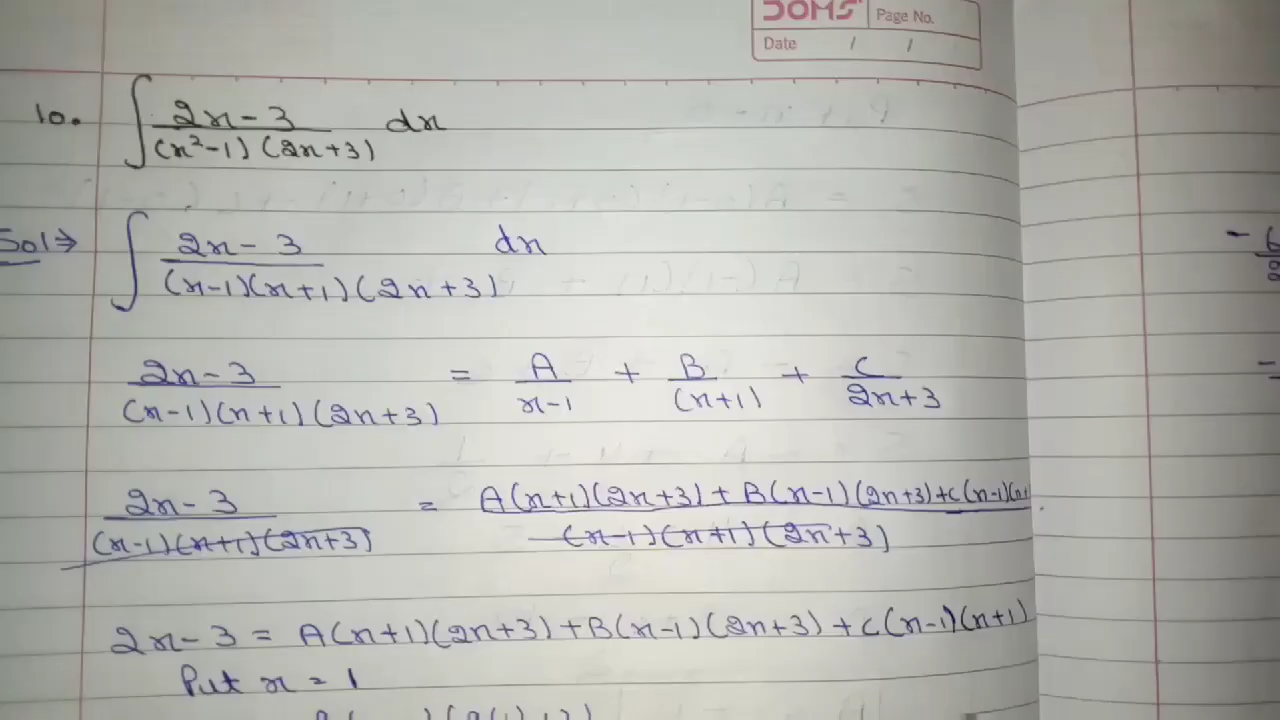 DOMS Page No.
Date / /
10. ∫ 2x-3 / (x²-1) (2x+3) dx
Sol⇒ ∫ 2x-3 / (x-1)(x+1)(2x+3) dx
2x-3 / (x-1)(x+1)(2x+3) = A / x-1 + B / (x+1) + C / 2x+3
2x-3 / (x-1)(x+1)(2x+3) = A(x+1)(2x+3) + B(x-1)(2x+3) + C(x-1)(x / (x-1)(x+1)(2x+3)
2x-3 = A(x+1)(2x+3) + B(x-1)(2x+3) + C(x-1)(x+1)
Put x = 1